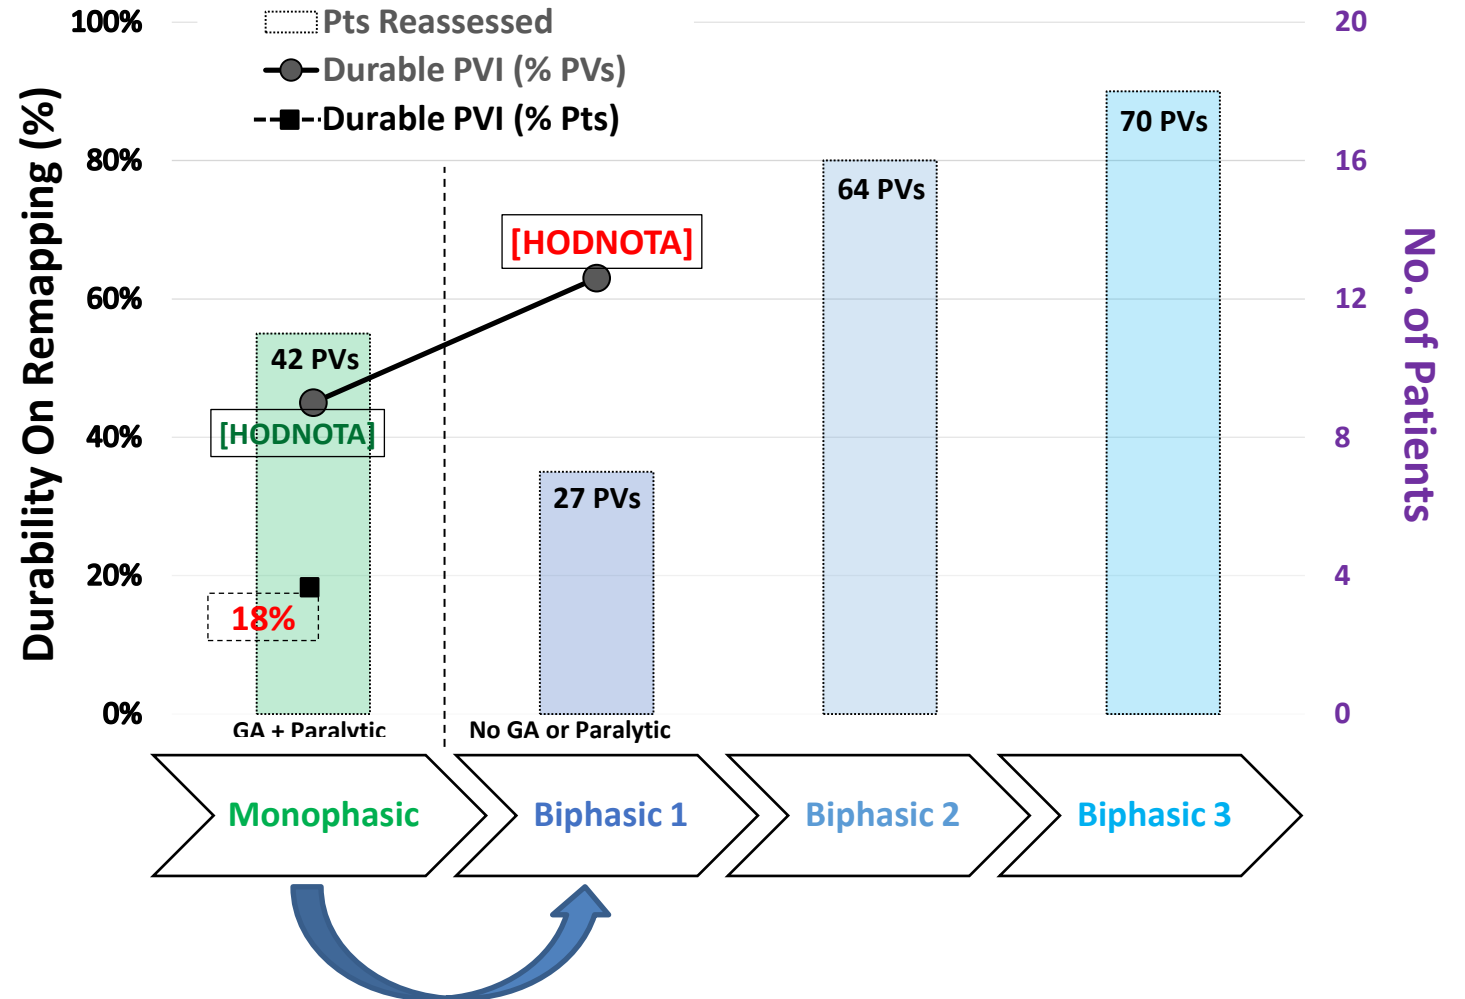 Pts Reassessed
Durable PVI (% PVs)
Durable PVI (% Pts)
Durability On Remapping (%)
100%
80%
60%
40%
20%
0%
20
16
12
8
4
0
No. of Patients
42 PVs
[HODNOTA]
18%
[HODNOTA]
27 PVs
64 PVs
70 PVs
GA + Paralytic
No GA or Paralytic
Monophasic
Biphasic 1
Biphasic 2
Biphasic 3